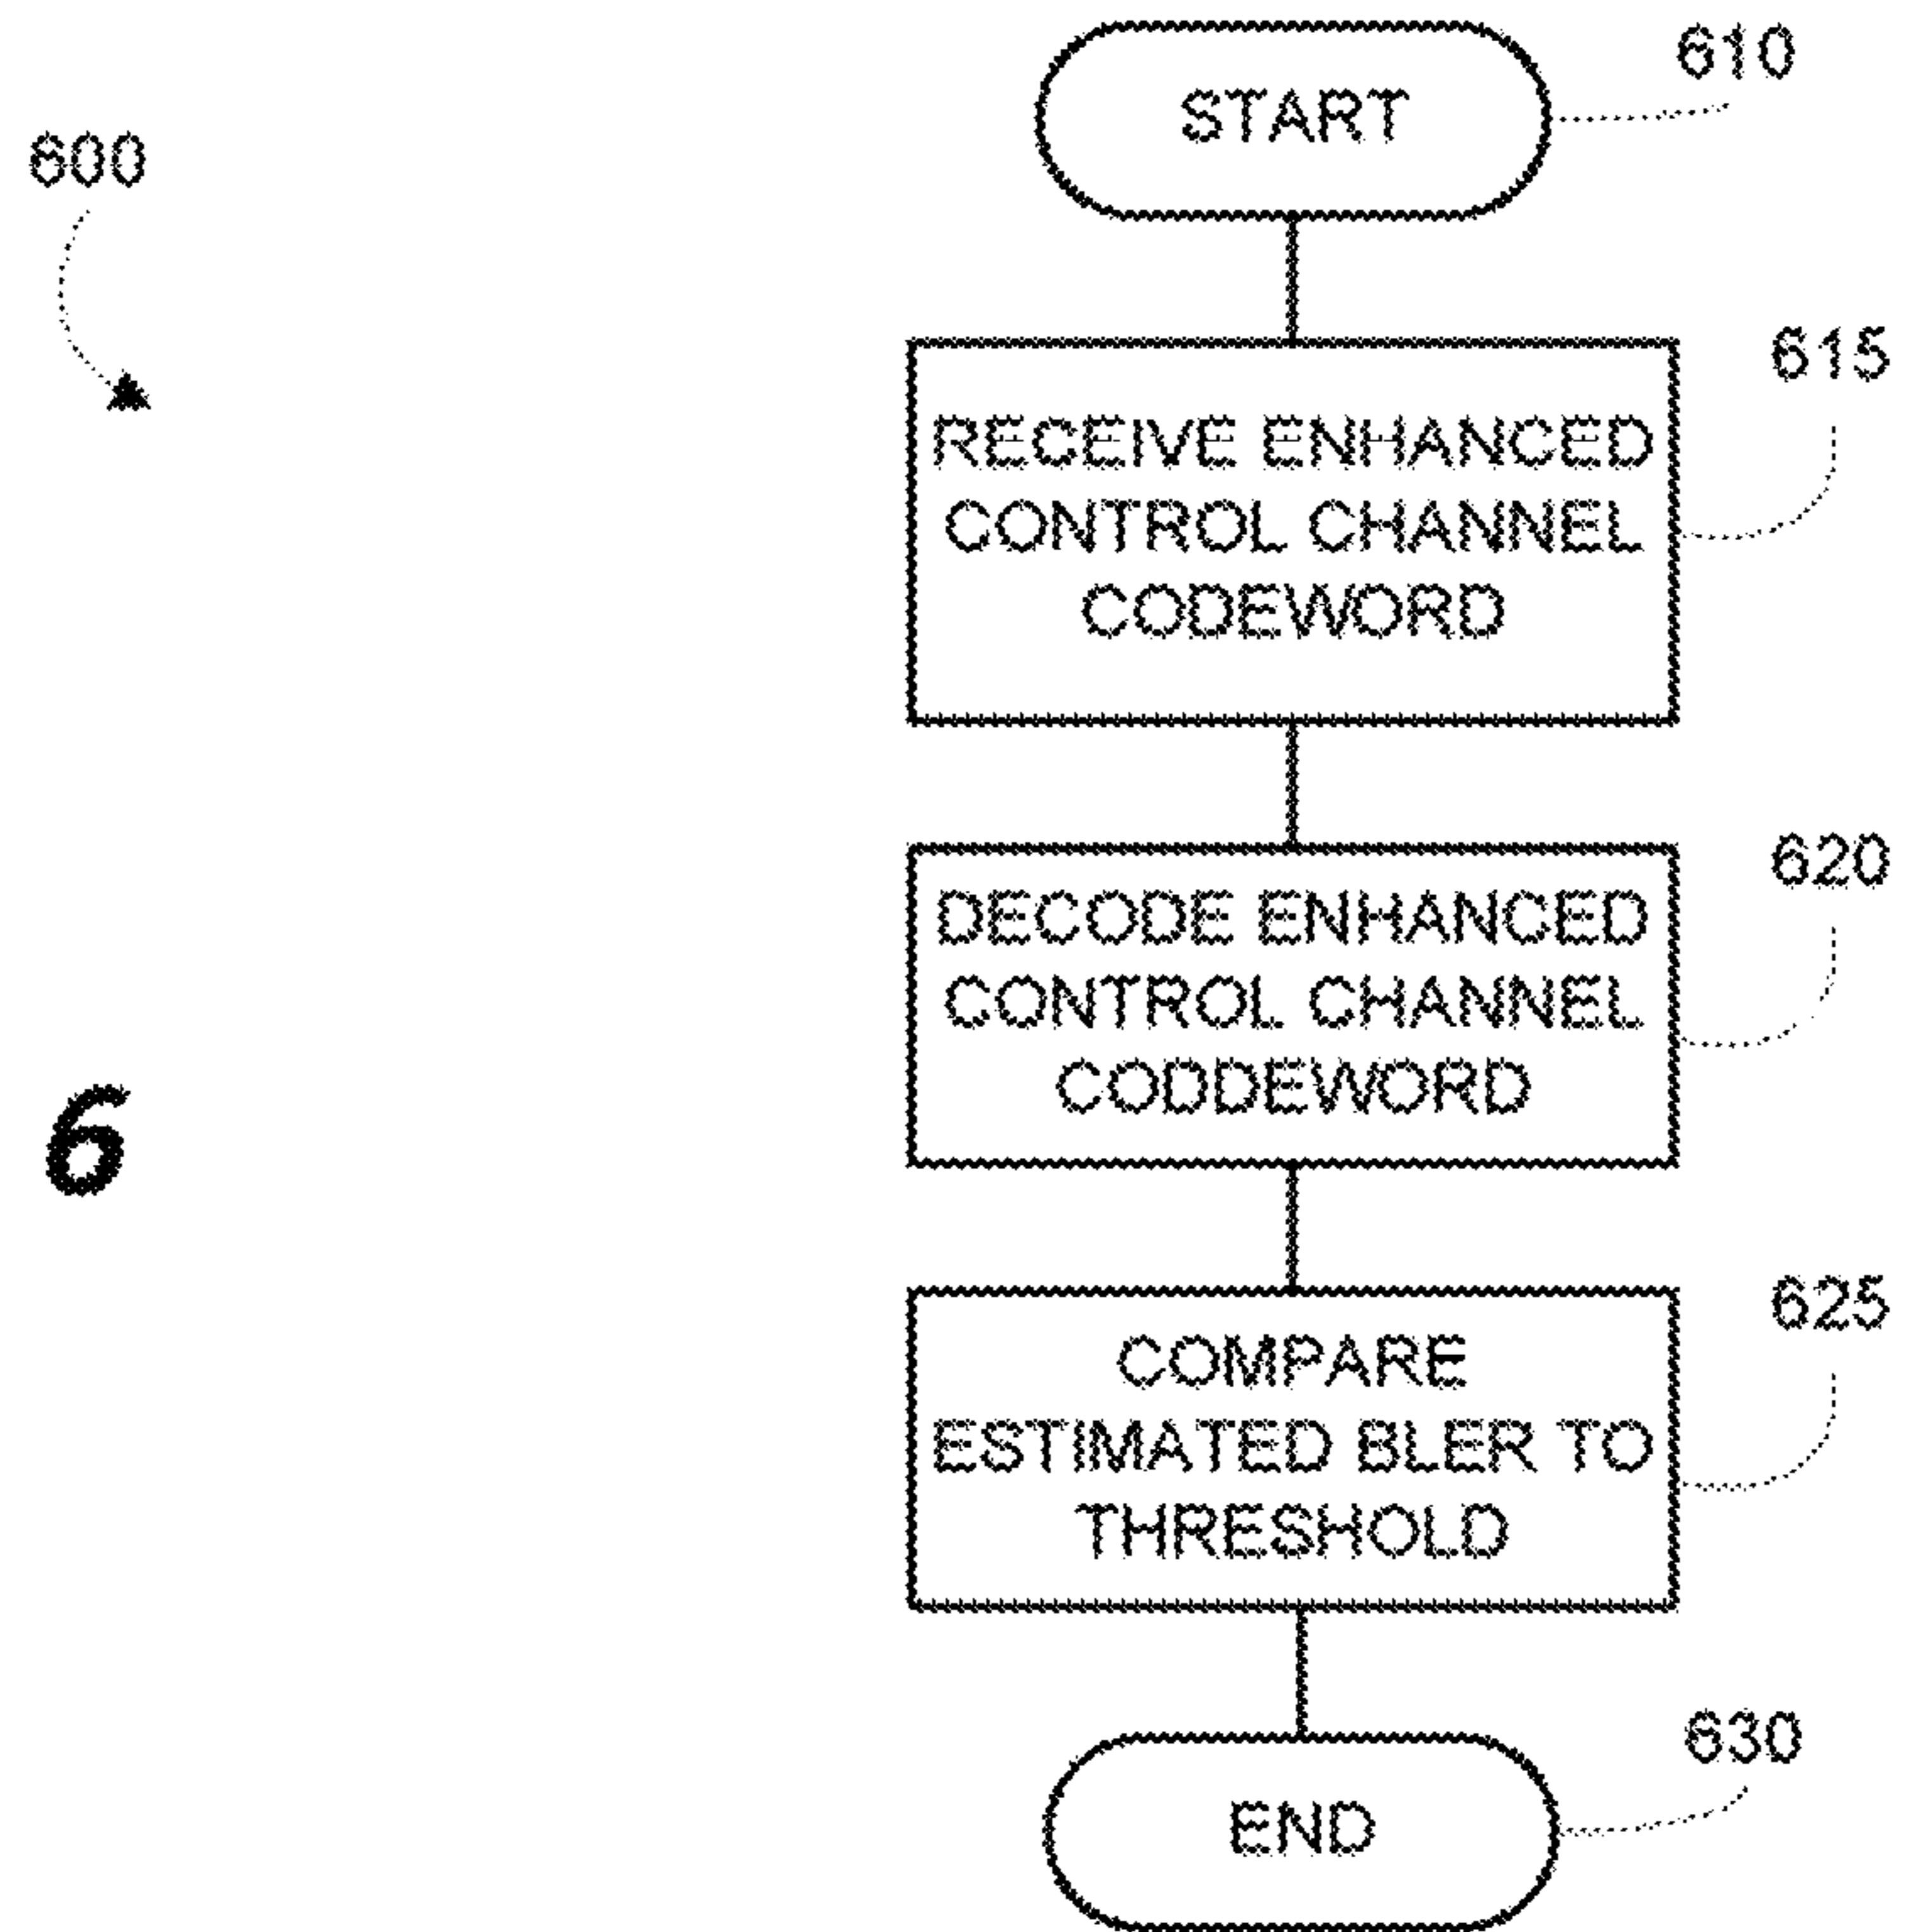 600
START
610
RECEIVE ENHANCED
CONTROL CHANNEL
CODEWORD
615
DECODE ENHANCED
CONTROL CHANNEL
CODDEWORD
620
6
COMPARE
ESTIMATED BLER TO
THRESHOLD
625
END
630